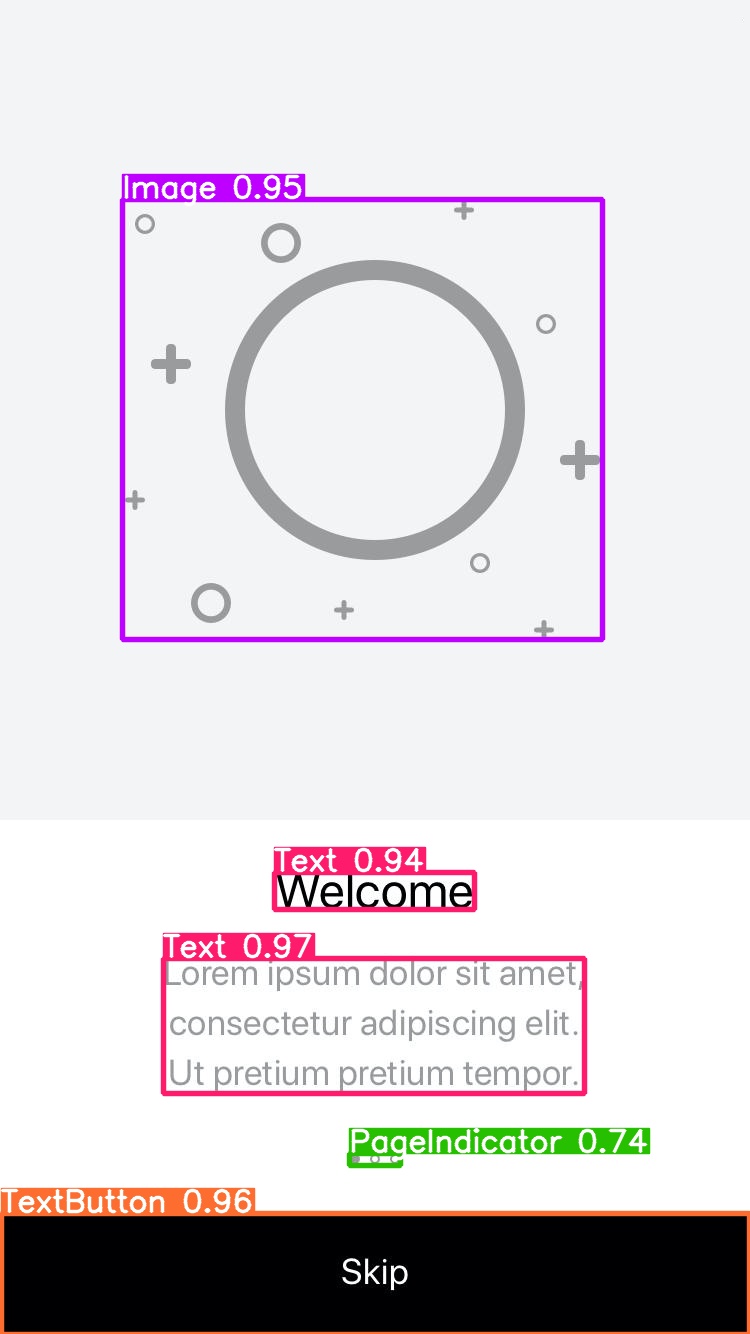 Image 0.95
Text 0.94
Welcome
Text 0.97
Lorem ipsum dolor sit amet,
consectetur adipiscing elit.
Ut pretium pretium tempor.
PageIndicator 0.74
TextButton 0.96
Skip